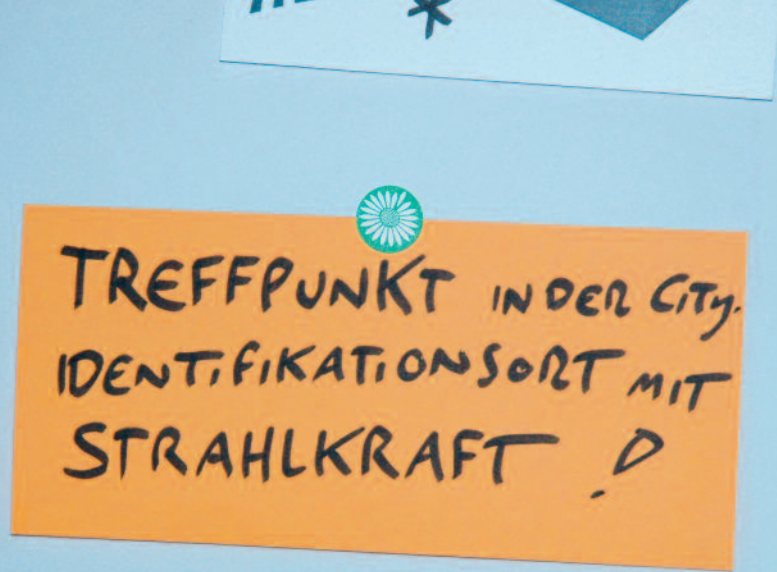 TREFFPUNKT IN DER CITY.
IDENTIFIKATIONSORT MIT
STRAHLKRAFT !